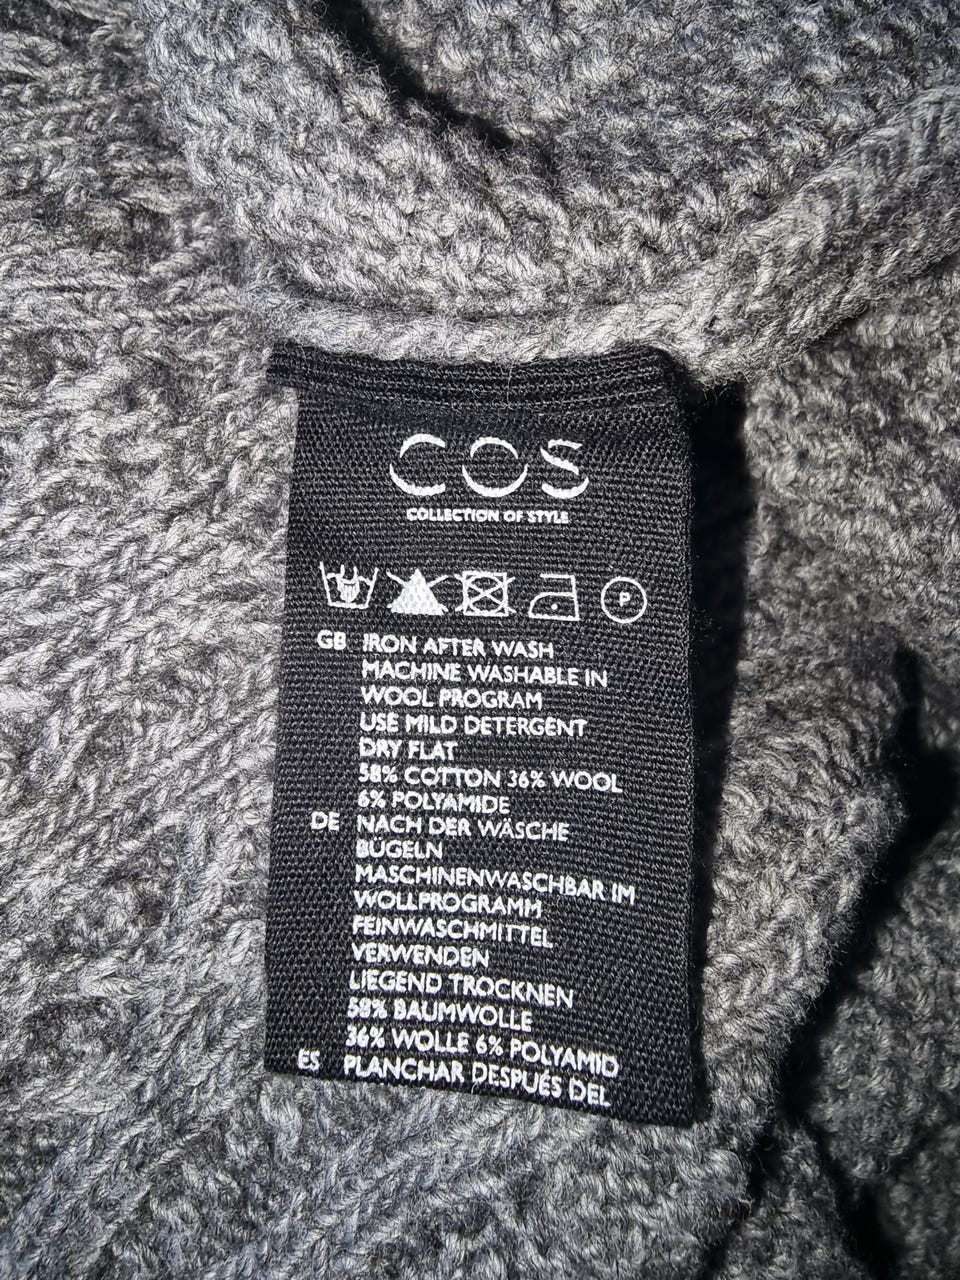 COS
COLLECTION OF STYLE
P
GB IRON AFTER WASH
MACHINE WASHABLE IN
WOOL PROGRAM
USE MILD DETERGENT
DRY FLAT
58% COTTON 36% WOOL
6% POLYAMIDE
DE NACH DER WÄSCHE
BÜGELN
MASCHINENWASCHBAR IM
WOLLPROGRAMM
FEINWASCHMITTEL
VERWENDEN
LIEGEND TROCKNEN
58% BAUMWOLLE
36% WOLLE 6% POLYAMID
ES PLANCHAR DESPUÉS DEL